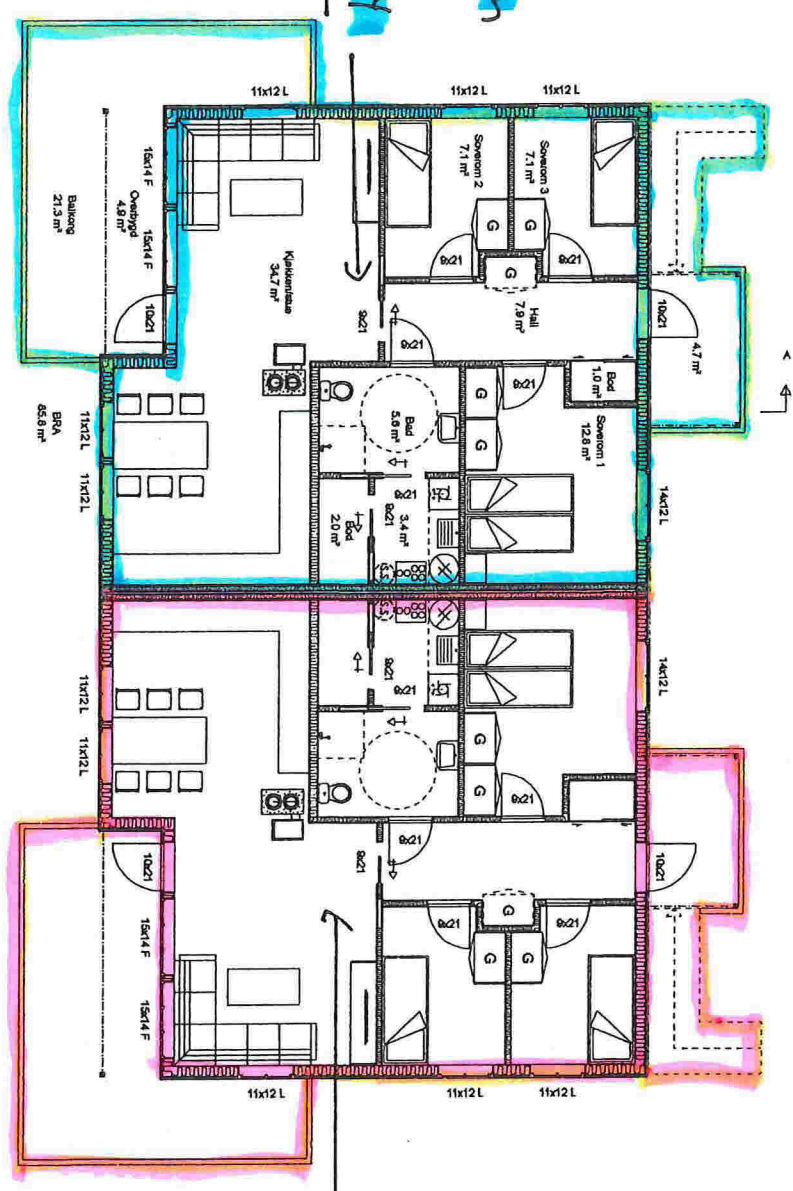 11x12 L
11x12 L
11x12 L
15x14 F
15x14 F
Balkong
21.3 m²
Overbygd
4.9 m²
10x21
Kjøkken/stue
34.7 m²
Soverom 2
7.1 m²
Soverom 3
7.1 m²
G
G
G
9x21
9x21
9x21
9x21
Hall
7.9 m²
10x21
4.7 m²
A
Bod
1.0 m²
9x21
Soverom 1
12.8 m²
G
G
Bad
5.6 m²
9x21
9x21
3.4 m²
Bod
2.0 m²
14x12 L
11x12 L
11x12 L
BRA
85.8 m²
11x12 L
11x12 L
14x12 L
9x21
9x21
G
G
9x21
9x21
9x21
10x21
10x21
G
9x21
9x21
G
G
15x14 F
15x14 F
11x12 L
11x12 L
11x12 L